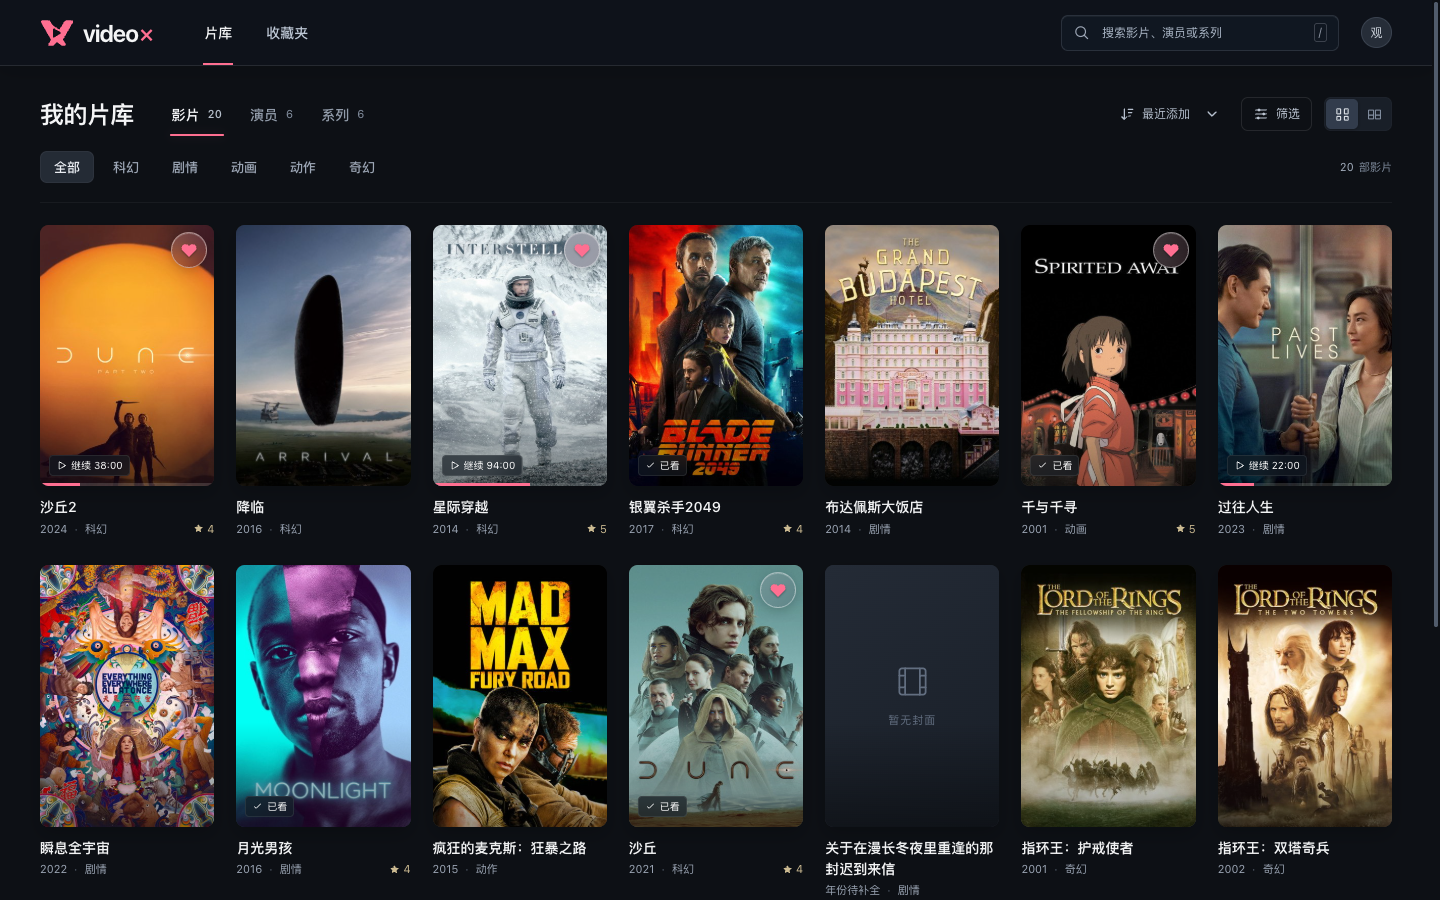 videox
片库
收藏夹
搜索影片、演员或系列
/
观
我的片库
影片 20
演员 6
系列 6
最近添加
筛选
全部
科幻
剧情
动画
动作
奇幻
20 部影片
DUNE
PART TWO
继续 38:00
ARRIVAL
INTERSTELL
继续 94:00
BLADE
RUNNER
2049
已看
THE
GRAND
BUDAPEST
HOTEL
SPIRITED AWAY
已看
PAST
LIVES
继续 22:00
沙丘2
2024 · 科幻
4
降临
2016 · 科幻
星际穿越
2014 · 科幻
5
银翼杀手2049
2017 · 科幻
4
布达佩斯大饭店
2014 · 剧情
千与千寻
2001 · 动画
5
过往人生
2023 · 剧情
EVERYTHING
EVERYWHERE
ALL AT ONCE
MOONLIGHT
已看
MAD
MAX
FURY ROAD
DUNE
已看
暂无封面
THE
LORD OF THE RINGS
THE FELLOWSHIP OF THE RING
THE
LORD OF THE RINGS
THE TWO TOWERS
瞬息全宇宙
2022 · 剧情
月光男孩
2016 · 剧情
4
疯狂的麦克斯：狂暴之路
2015 · 动作
沙丘
2021 · 科幻
4
关于在漫长冬夜里重逢的那
封迟到来信
年份待补全 · 剧情
指环王：护戒使者
2001 · 奇幻
指环王：双塔奇兵
2002 · 奇幻